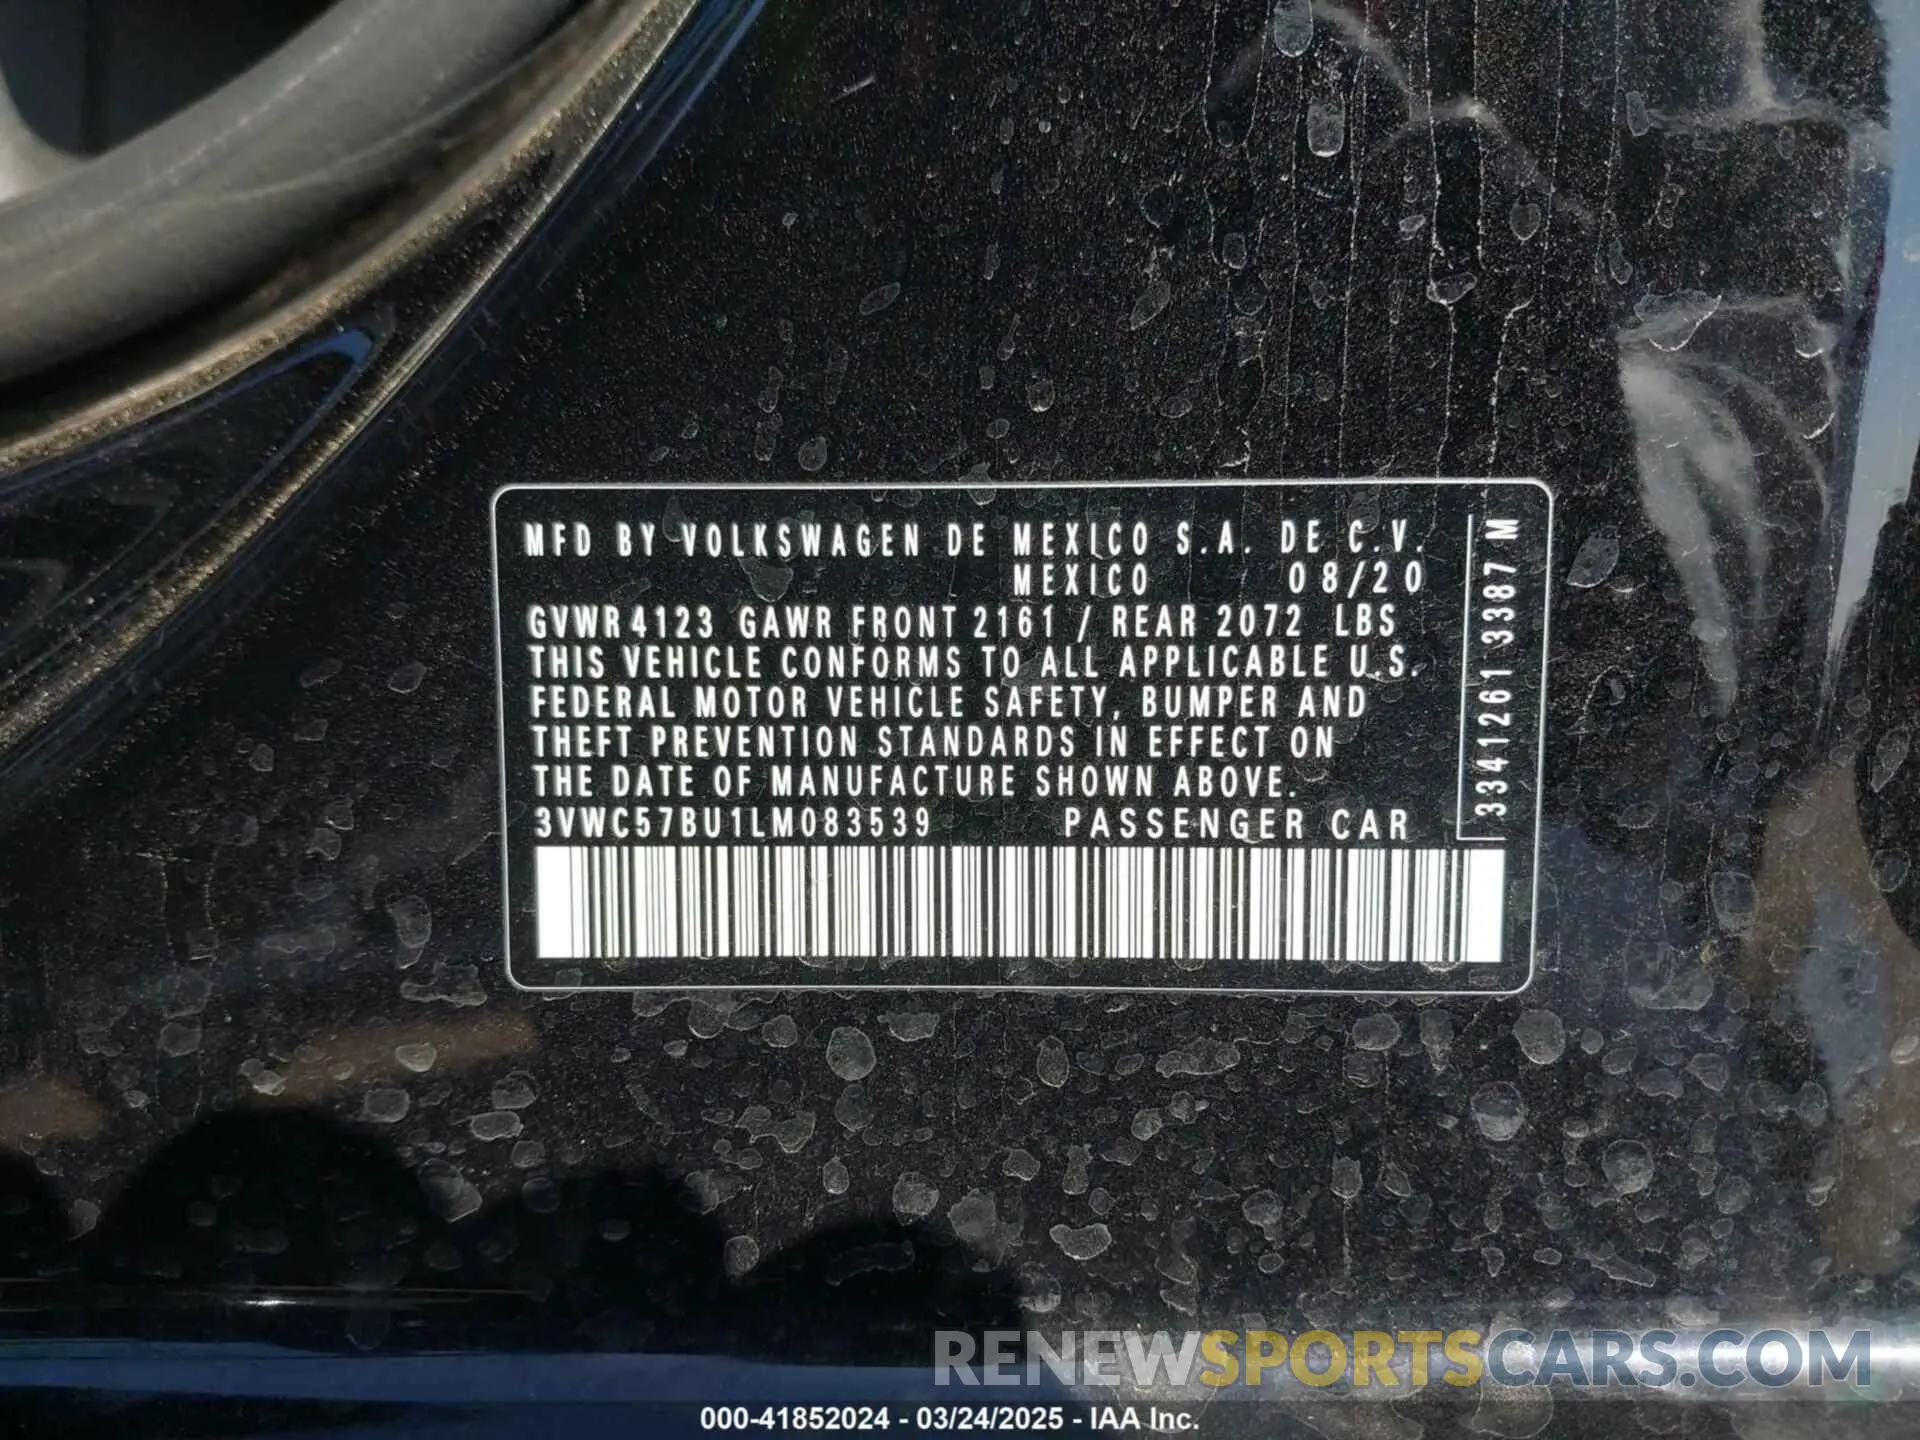 MFD BY VOLKSWAGEN DE MEXICO S.A. DE C.V.
MEXICO 08/20
GVWR 4123 GAWR FRONT 2161 / REAR 2072 LBS
THIS VEHICLE CONFORMS TO ALL APPLICABLE U.S.
FEDERAL MOTOR VEHICLE SAFETY, BUMPER AND
THEFT PREVENTION STANDARDS IN EFFECT ON
THE DATE OF MANUFACTURE SHOWN ABOVE.
3VWC57BU1LM083539 PASSENGER CAR
3341261 3387 M
RENEWSPORTSCARS.COM
000-41852024 - 03/24/2025 - IAA Inc.